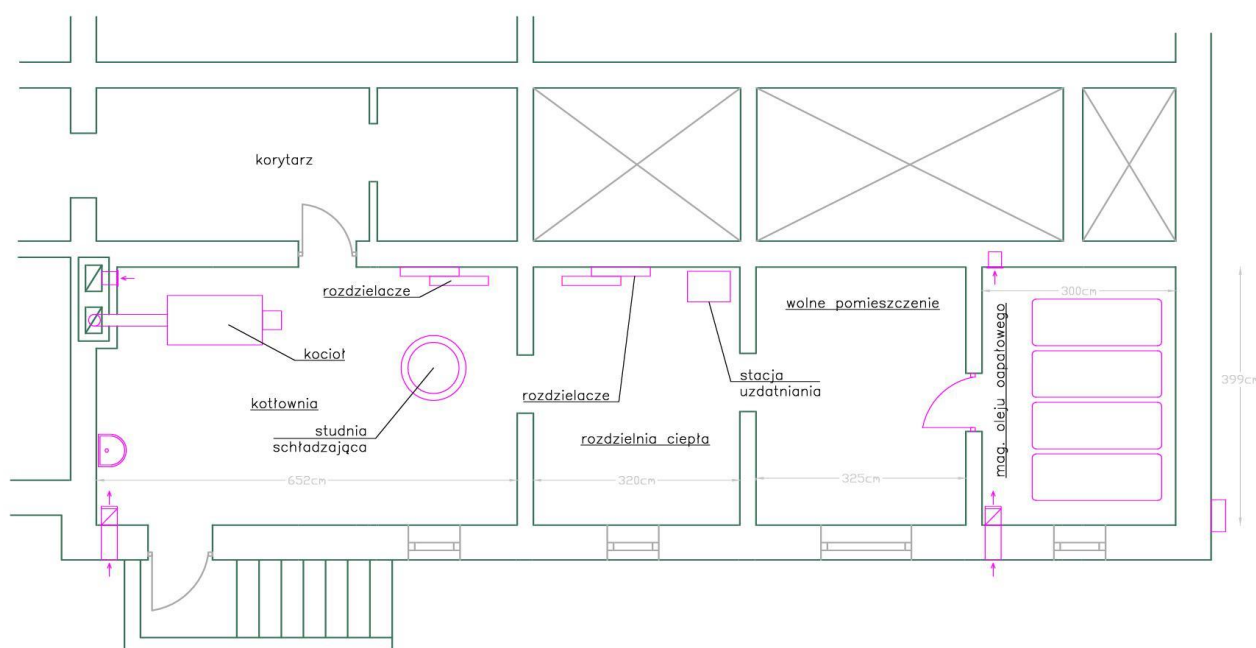 korytarz
rozdzielacze
wolne pomieszczenie
300cm
kocioł
399cm
stacja
uzdatniania
rozdzielacze
kotłownia
studnia
schładzająca
rozdzielnia ciepła
mag. oleju oapałowego
652cm
320cm
325cm